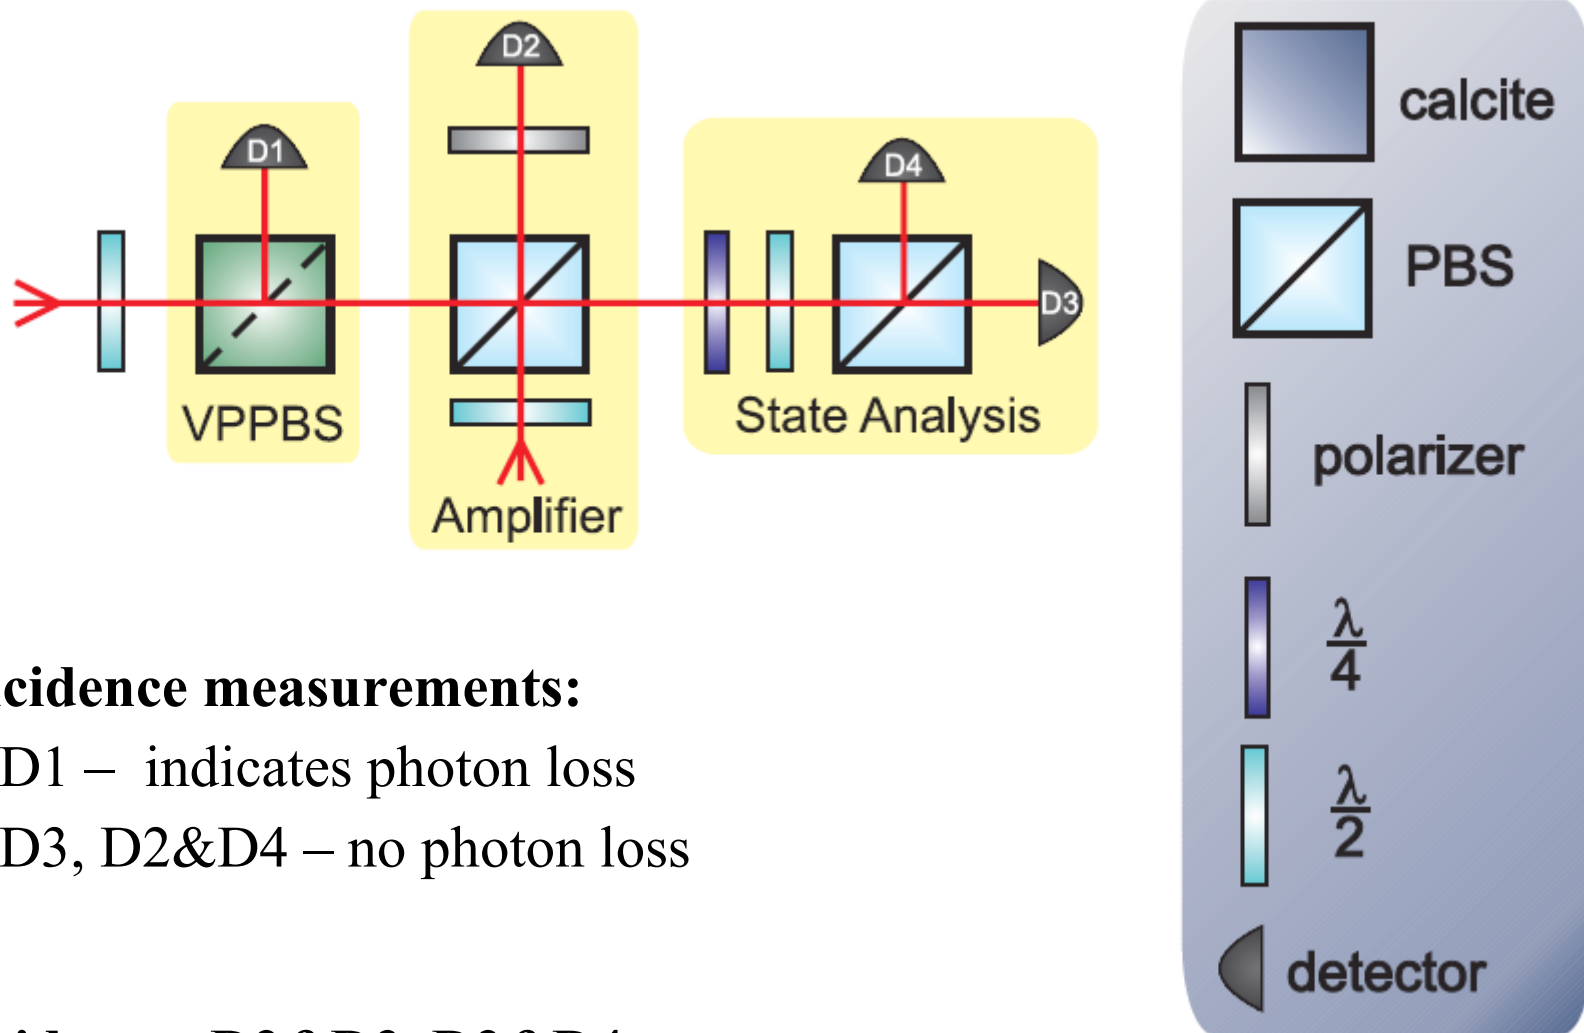 D2
D1
D4
D3
VPPBS
State Analysis
Amplifier
calcite
PBS
polarizer
λ
4
λ
2
detector
cidence measurements:
D1 – indicates photon loss
D3, D2&D4 – no photon loss